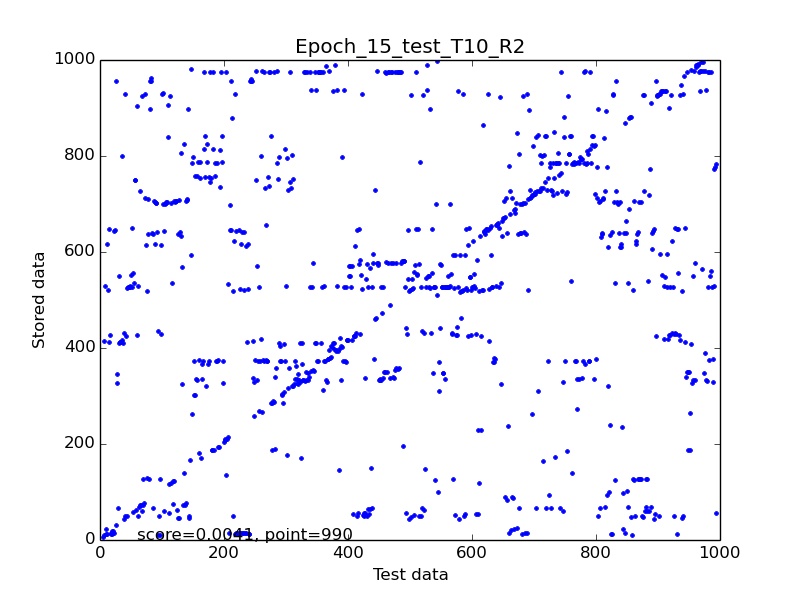 Epoch_15_test_T10_R2
1000
800
600
400
200
0
Stored data
score=0.0041, point=990
0 200 400 600 800 1000
Test data